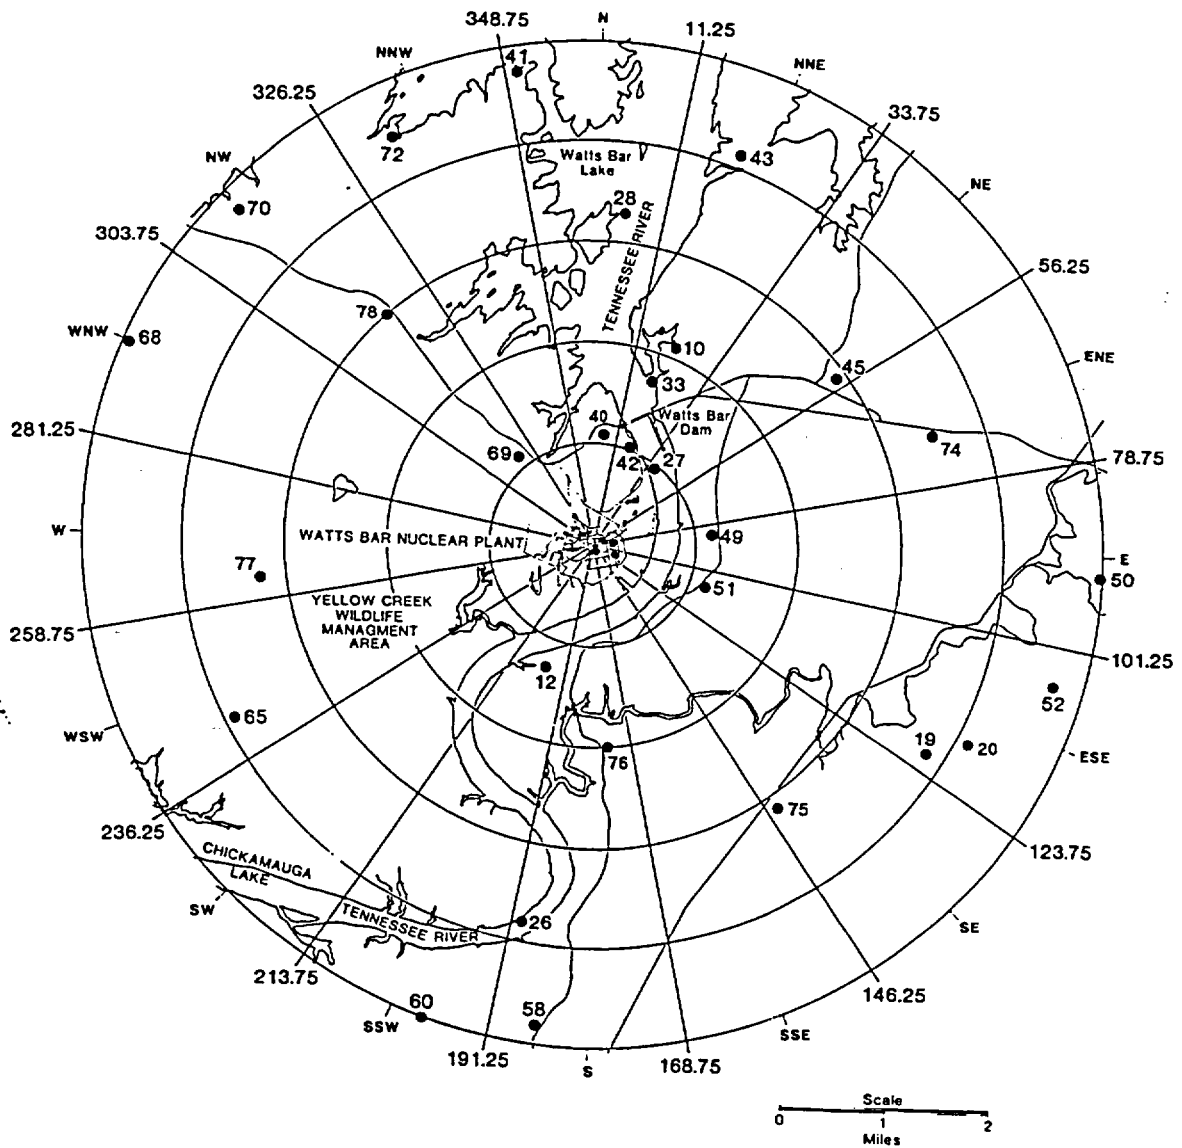 N
348.75
11.25
NNW
41
NNE
326.25
33.75
72
43
NW
Watts Bar
Lake
NE
70
28
303.75
TENNESSEE RIVER
56.25
78
WNW
68
10
ENE
45
33
281.25
40
Watts Bar
Dam
74
69
42
27
78.75
W
WATTS BAR NUCLEAR PLANT
49
E
77
50
51
YELLOW CREEK
WILDLIFE
MANAGMENT
AREA
258.75
101.25
12
52
65
WSW
19
20
76
ESE
75
236.25
123.75
CHICKAMAUGA
LAKE
SW
TENNESSEE RIVER
26
SE
213.75
146.25
60
58
SSW
SSE
191.25
168.75
S
Scale
0
1
2
Miles